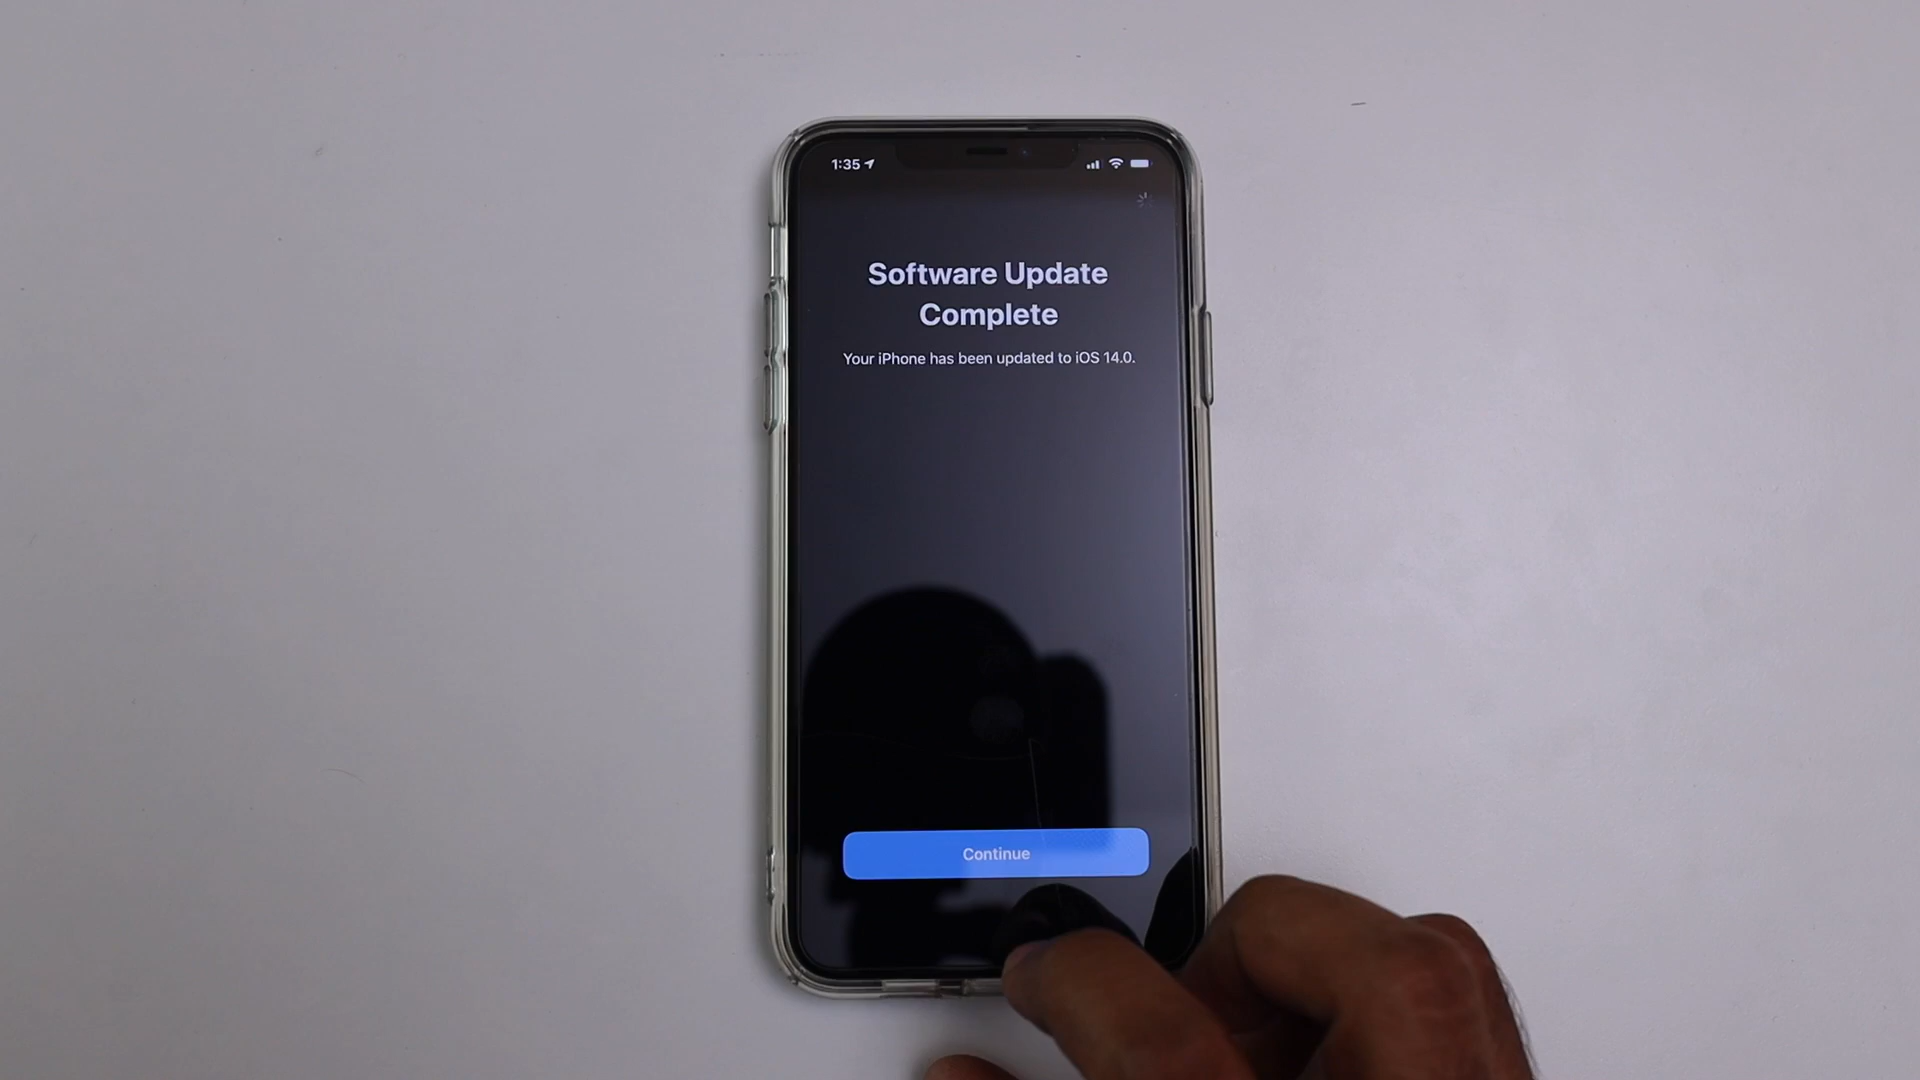 1:35
Software Update
Complete
Your iPhone has been updated to iOS 14.0.
Continue